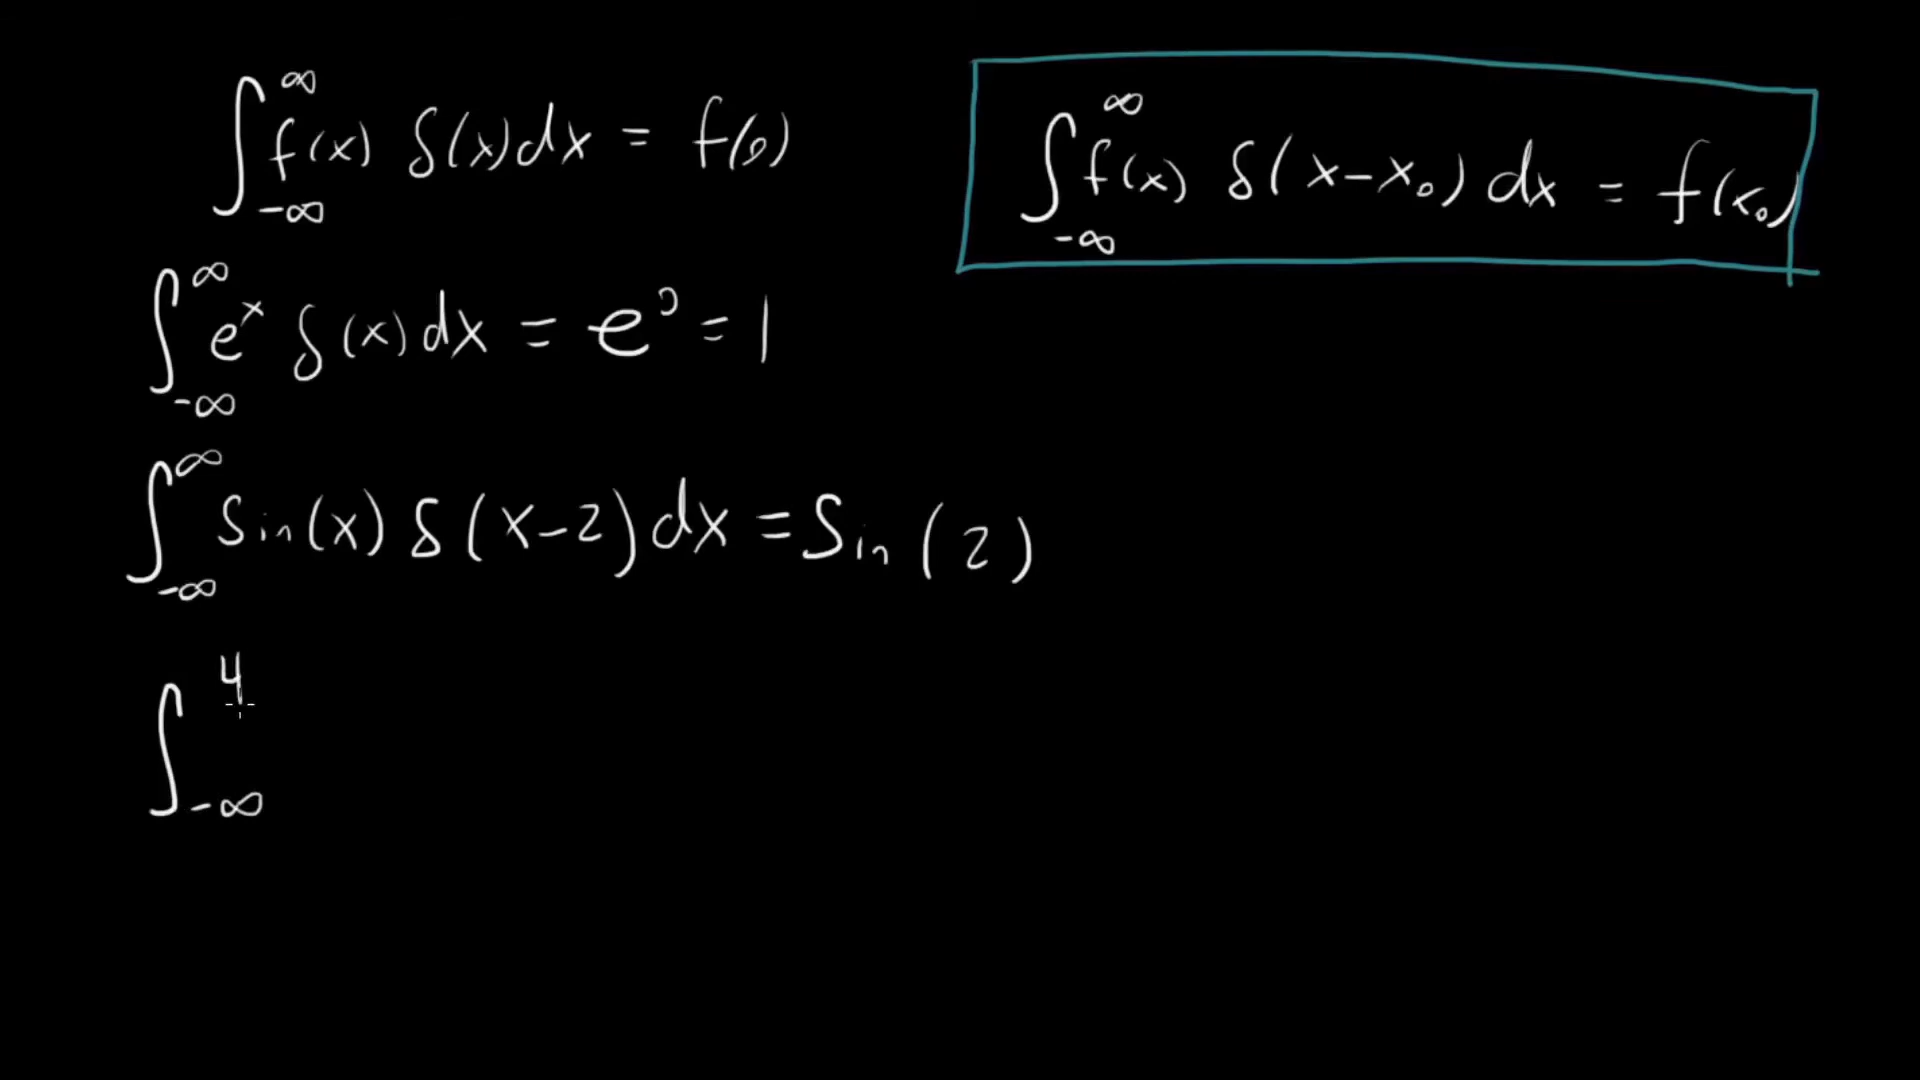 ∫_{-∞}^{∞} f(x) δ(x) dx = f(0)
∫_{-∞}^{∞} f(x) δ(x-x₀) dx = f(x₀)
∫_{-∞}^{∞} e^x δ(x) dx = e^0 = 1
∫_{-∞}^{∞} Sin(x) δ(x-2) dx = Sin(2)
∫_{-∞}^{4}